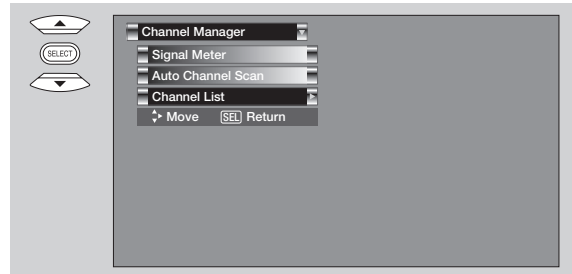 SELECT
Channel Manager
Signal Meter
Auto Channel Scan
Channel List
Move SEL Return